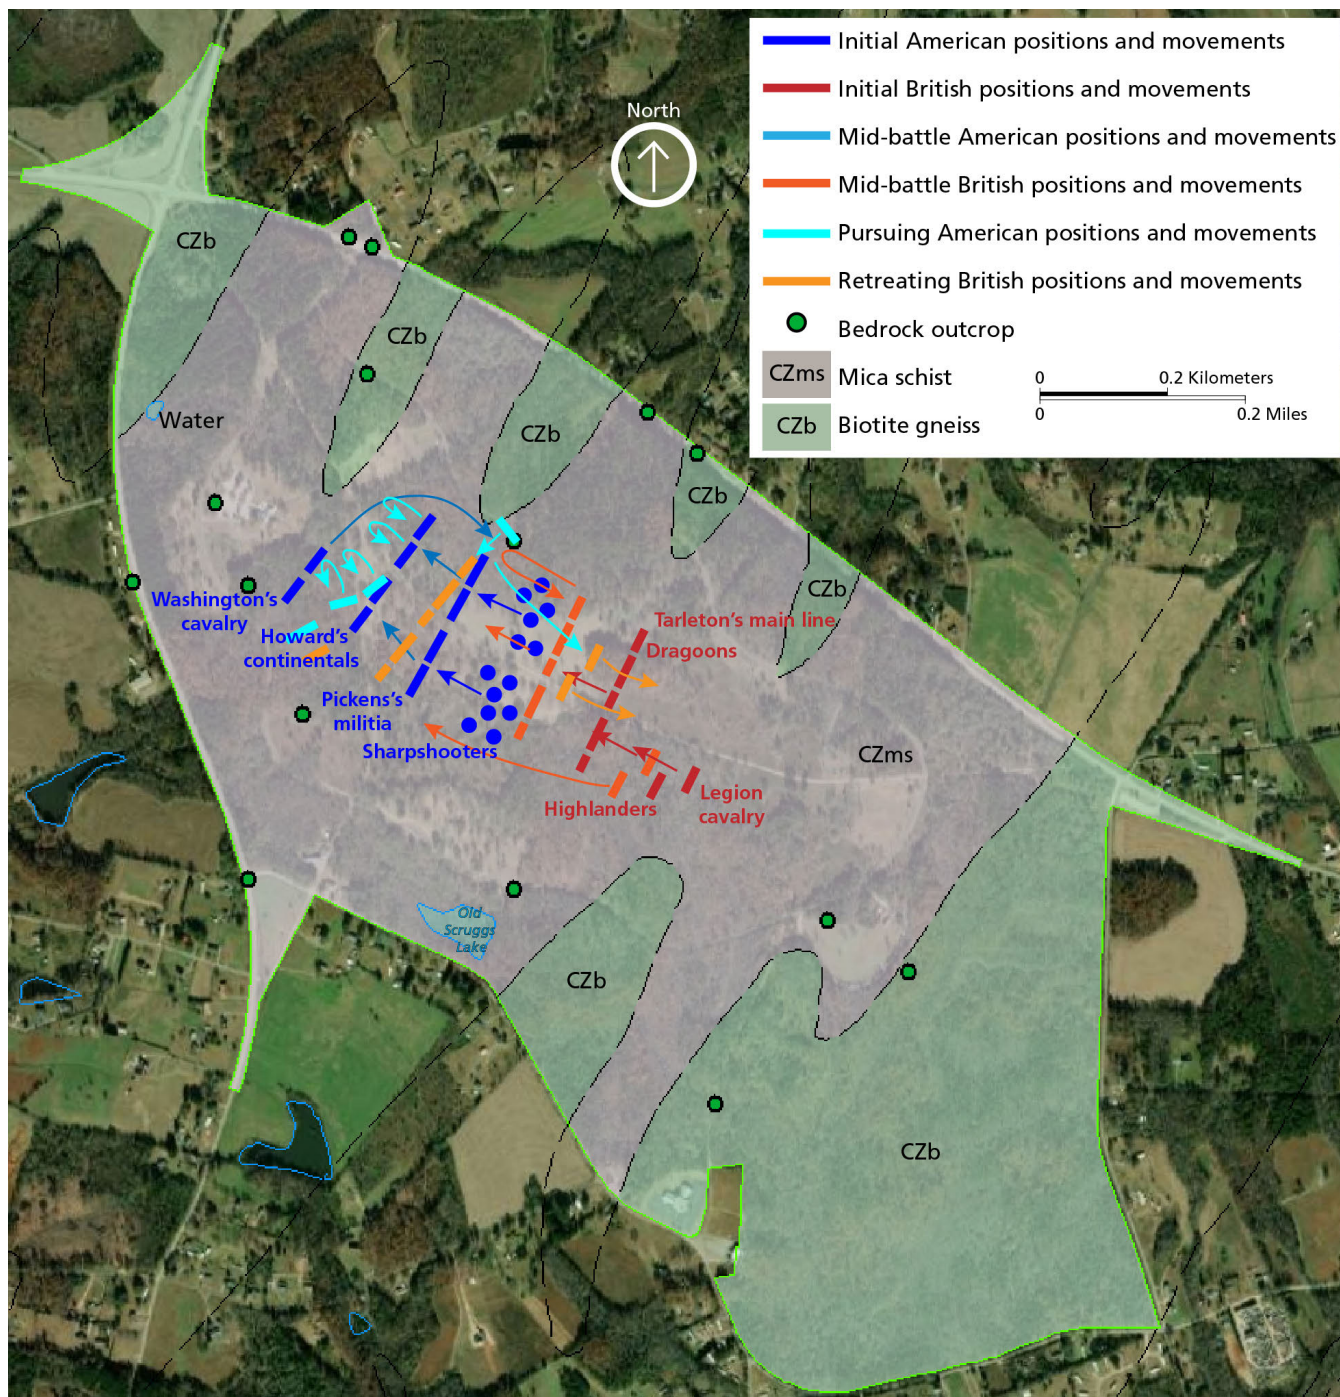 Initial American positions and movements
Initial British positions and movements
Mid-battle American positions and movements
Mid-battle British positions and movements
Pursuing American positions and movements
Retreating British positions and movements
Bedrock outcrop
CZms Mica schist
CZb Biotite gneiss
0 0.2 Kilometers
0 0.2 Miles
North
CZb
CZb
Water
CZb
CZb
CZb
Washington's
cavalry
Howard's
continentals
Tarleton's main line
Dragoons
Pickens's
militia
Sharpshooters
CZms
Highlanders
Legion
cavalry
Old
Scruggs
Lake
CZb
CZb